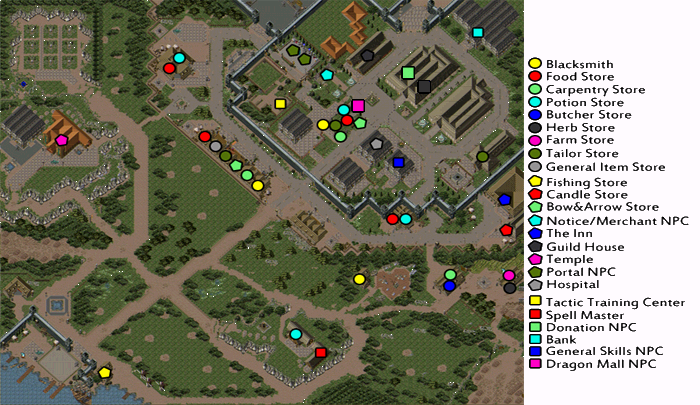 Blacksmith
Food Store
Carpentry Store
Potion Store
Butcher Store
Herb Store
Farm Store
Tailor Store
General Item Store
Fishing Store
Candle Store
Bow&Arrow Store
Notice/Merchant NPC
The Inn
Guild House
Temple
Portal NPC
Hospital
Tactic Training Center
Spell Master
Donation NPC
Bank
General Skills NPC
Dragon Mall NPC